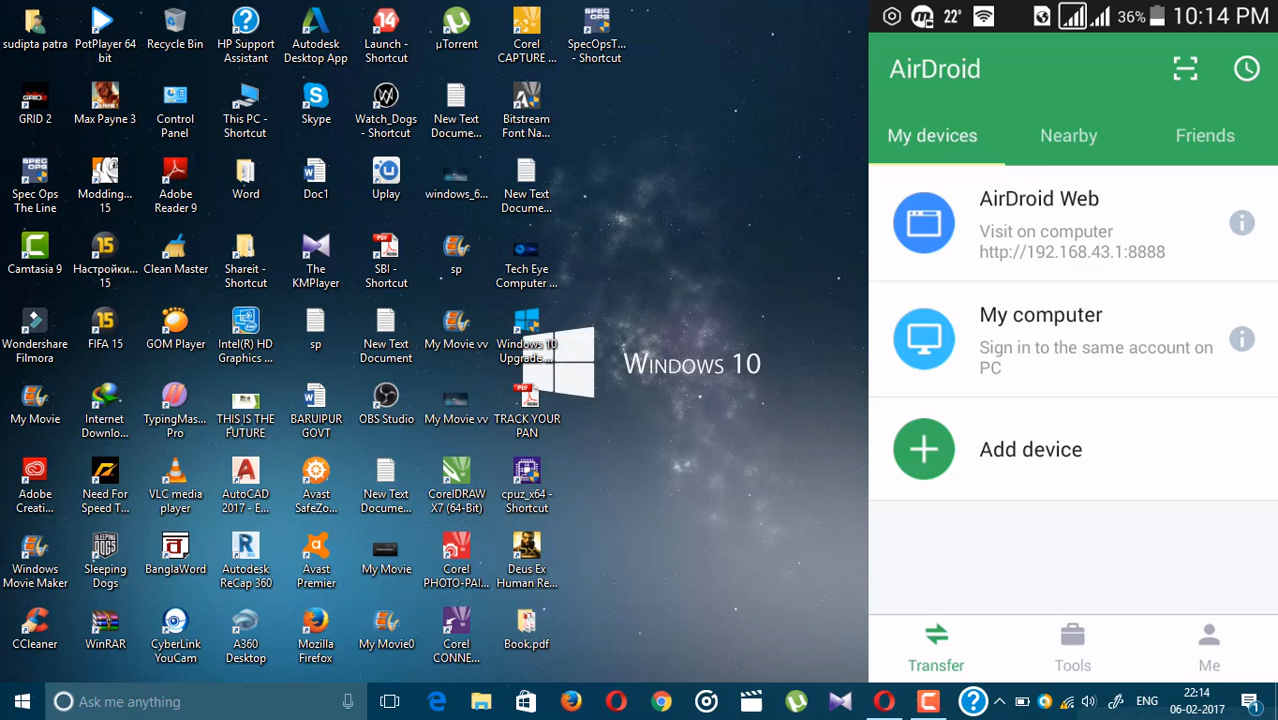 sudipta patra
PotPlayer 64 bit
Recycle Bin
HP Support Assistant
Autodesk Desktop App
Launch - Shortcut
µTorrent
Corel CAPTURE ...
SpecOpsT... - Shortcut
GRID 2
Max Payne 3
Control Panel
This PC - Shortcut
Skype
Watch_Dogs - Shortcut
New Text Docume...
Bitstream Font Na...
Spec Ops The Line
Modding... 15
Adobe Reader 9
Word
Doc1
Uplay
windows_6...
New Text Docume...
Camtasia 9
Настройки... 15
Clean Master
Shareit - Shortcut
The KMPlayer
SBI - Shortcut
sp
Tech Eye Computer ...
Wondershare Filmora
FIFA 15
GOM Player
Intel(R) HD Graphics ...
sp
New Text Document
My Movie vv
Windows 10 Upgrade ...
My Movie
Internet Downlo...
TypingMas... Pro
THIS IS THE FUTURE
BARUIPUR GOVT
OBS Studio
My Movie vv
TRACK YOUR PAN
Adobe Creati...
Need For Speed T...
VLC media player
AutoCAD 2017 - E...
Avast SafeZo...
New Text Docume...
CorelDRAW X7 (64-Bit)
cpuz_x64 - Shortcut
Windows Movie Maker
Sleeping Dogs
BanglaWord
Autodesk ReCap 360
Avast Premier
My Movie
Corel PHOTO-PAI...
Deus Ex Human Re...
CCleaner
WinRAR
CyberLink YouCam
A360 Desktop
Mozilla Firefox
My Movie0
Corel CONNE...
Book.pdf
WINDOWS 10
22° 36% 10:14 PM
AirDroid
My devices Nearby Friends
AirDroid Web
Visit on computer
http://192.168.43.1:8888
My computer
Sign in to the same account on
PC
Add device
Transfer Tools Me
Ask me anything
ENG
22:14
06-02-2017